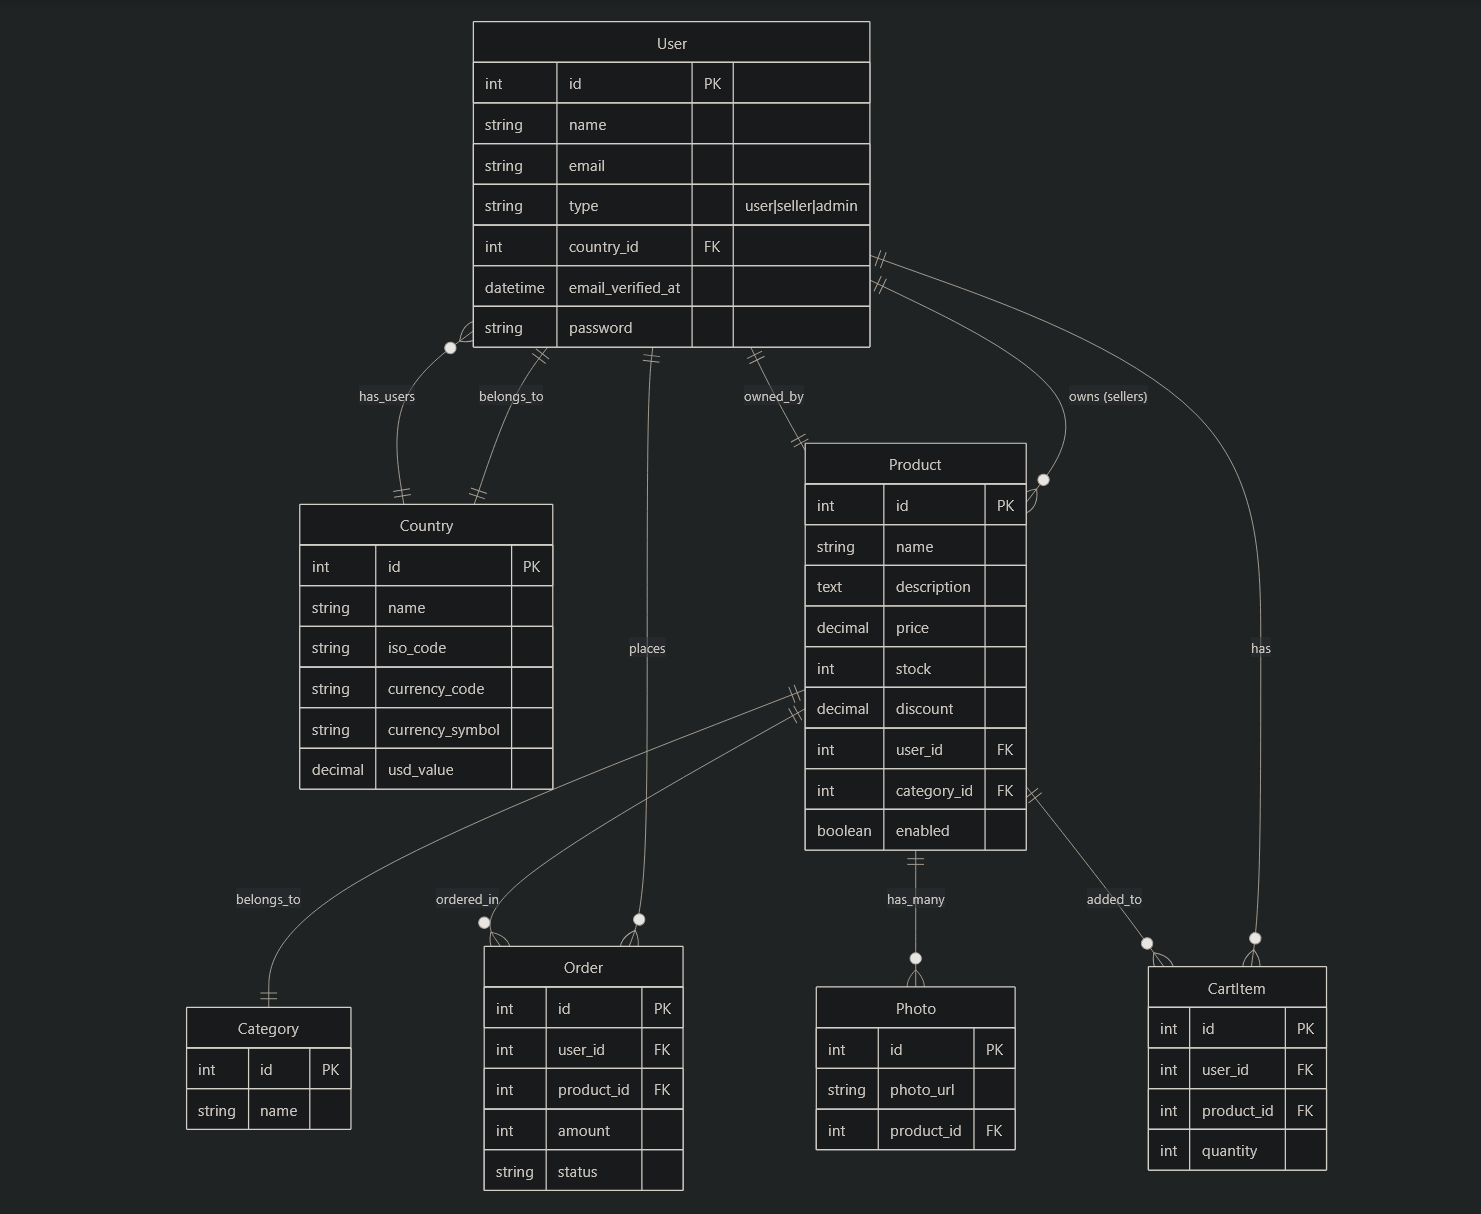 User
int id PK
string name
string email
string type user|seller|admin
int country_id FK
datetime email_verified_at
string password
has_users
belongs_to
owned_by
owns (sellers)
Country
int id PK
string name
string iso_code
string currency_code
string currency_symbol
decimal usd_value
places
Product
int id PK
string name
text description
decimal price
int stock
decimal discount
int user_id FK
int category_id FK
boolean enabled
has
belongs_to
ordered_in
has_many
added_to
Category
int id PK
string name
Order
int id PK
int user_id FK
int product_id FK
int amount
string status
Photo
int id PK
string photo_url
int product_id FK
CartItem
int id PK
int user_id FK
int product_id FK
int quantity